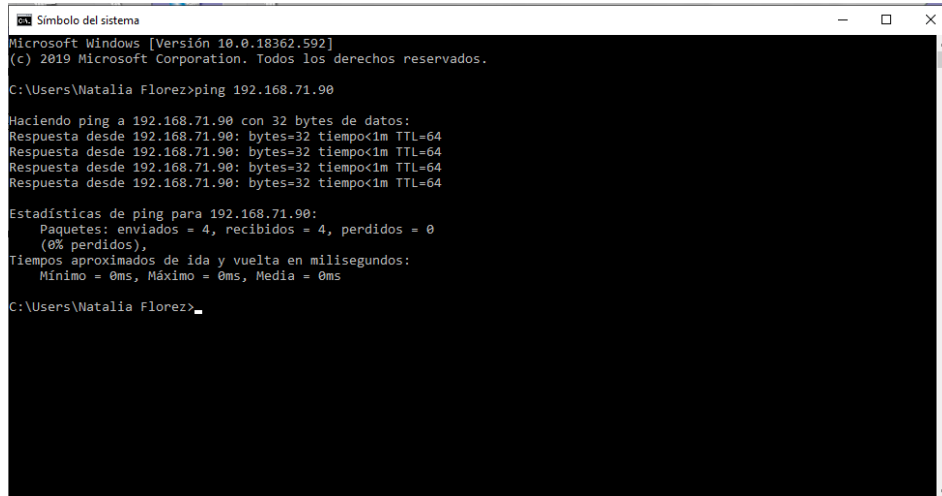 Símbolo del sistema
Microsoft Windows [Versión 10.0.18362.592]
(c) 2019 Microsoft Corporation. Todos los derechos reservados.
C:\Users\Natalia Florez>ping 192.168.71.90
Haciendo ping a 192.168.71.90 con 32 bytes de datos:
Respuesta desde 192.168.71.90: bytes=32 tiempo<1m TTL=64
Respuesta desde 192.168.71.90: bytes=32 tiempo<1m TTL=64
Respuesta desde 192.168.71.90: bytes=32 tiempo<1m TTL=64
Respuesta desde 192.168.71.90: bytes=32 tiempo<1m TTL=64
Estadísticas de ping para 192.168.71.90:
Paquetes: enviados = 4, recibidos = 4, perdidos = 0
(0% perdidos),
Tiempos aproximados de ida y vuelta en milisegundos:
Mínimo = 0ms, Máximo = 0ms, Media = 0ms
C:\Users\Natalia Florez>